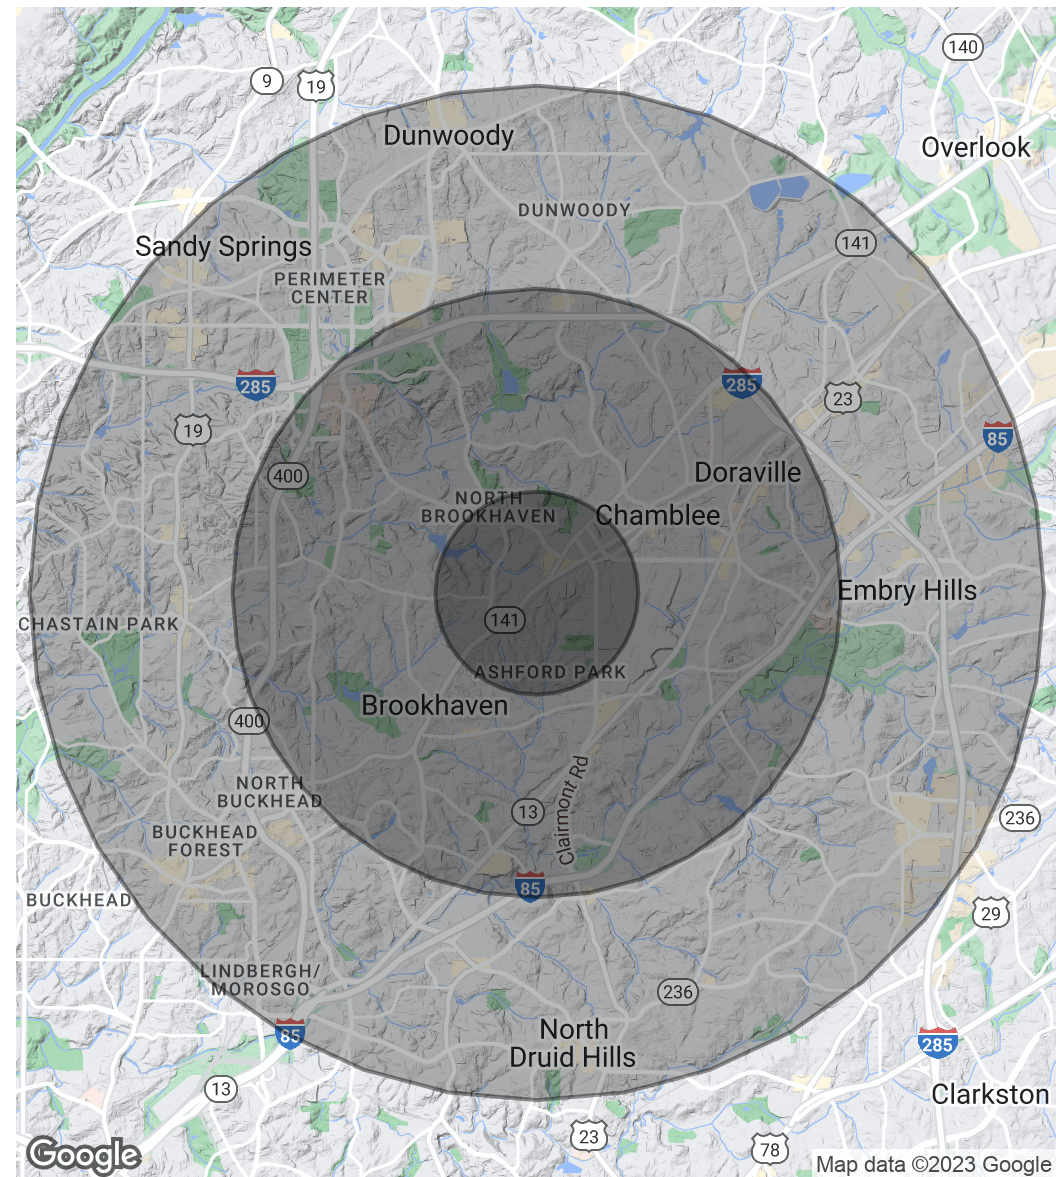 140
9
19
Dunwoody
Overlook
DUNWOODY
141
Sandy Springs
PERIMETER
CENTER
285
285
23
19
85
400
Doraville
NORTH
BROOKHAVEN
Chamblee
Embry Hills
141
CHASTAIN PARK
ASHFORD PARK
Brookhaven
400
NORTH
BUCKHEAD
Clairmont Rd
13
236
BUCKHEAD
FOREST
85
BUCKHEAD
29
LINDBERGH/
MOROSGO
236
85
North
Druid Hills
285
13
Clarkston
23
78
Google
Map data ©2023 Google